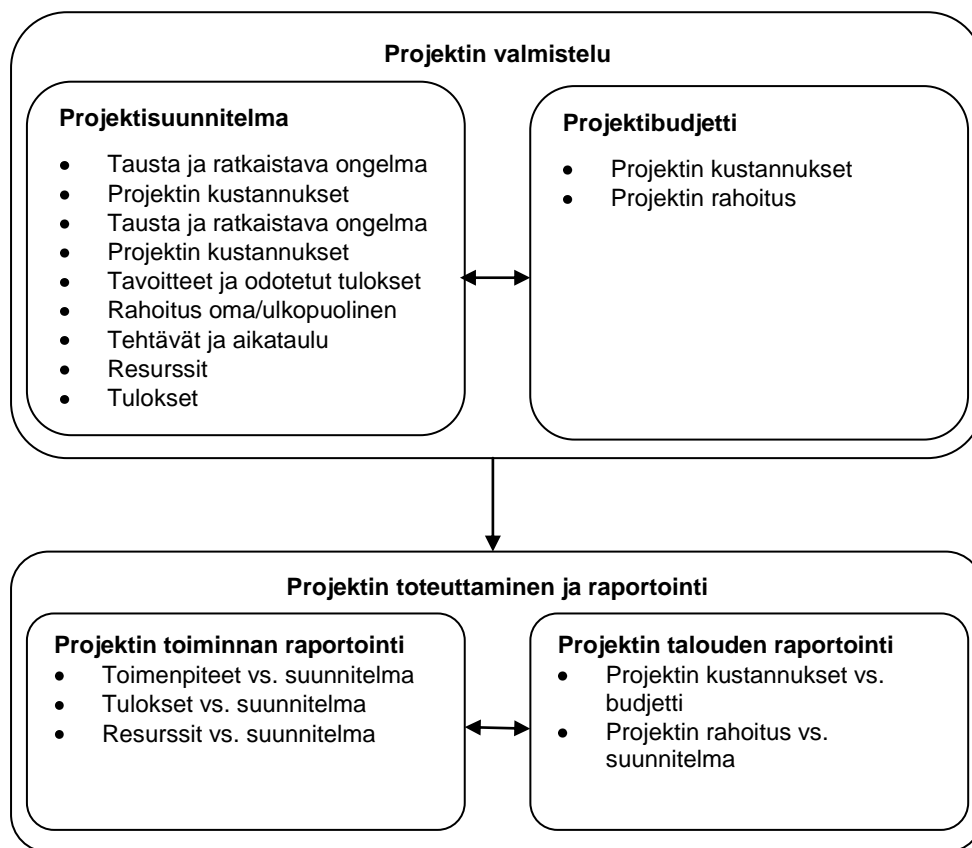 Projektin valmistelu
Projektisuunnitelma
• Tausta ja ratkaistava ongelma
• Projektin kustannukset
• Tausta ja ratkaistava ongelma
• Projektin kustannukset
• Tavoitteet ja odotetut tulokset
• Rahoitus oma/ulkopuolinen
• Tehtävät ja aikataulu
• Resurssit
• Tulokset
Projektibudjetti
• Projektin kustannukset
• Projektin rahoitus
Projektin toteuttaminen ja raportointi
Projektin toiminnan raportointi
• Toimenpiteet vs. suunnitelma
• Tulokset vs. suunnitelma
• Resurssit vs. suunnitelma
Projektin talouden raportointi
• Projektin kustannukset vs.
budjetti
• Projektin rahoitus vs.
suunnitelma